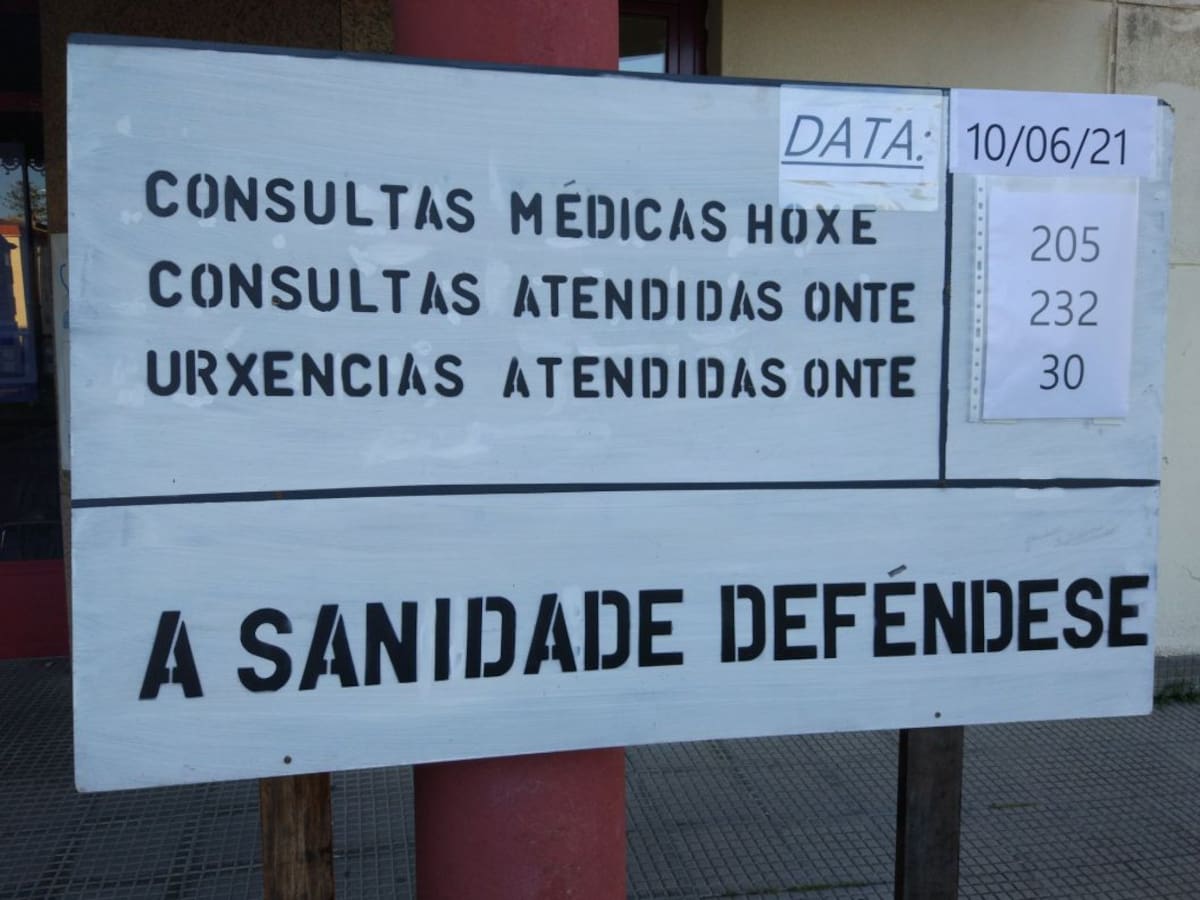 DATA: 10/06/21
CONSULTAS MÉDICAS HOXE 205
CONSULTAS ATENDIDAS ONTE 232
URXENCIAS ATENDIDAS ONTE 30
A SANIDADE DEFÉNDESE